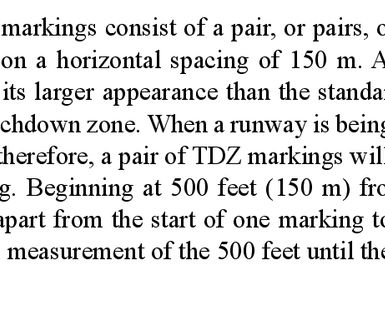 markings consist of a pair, or pairs, o
on a horizontal spacing of 150 m. A
its larger appearance than the standa
chdown zone. When a runway is being
therefore, a pair of TDZ markings will
g. Beginning at 500 feet (150 m) fro
apart from the start of one marking to
measurement of the 500 feet until the